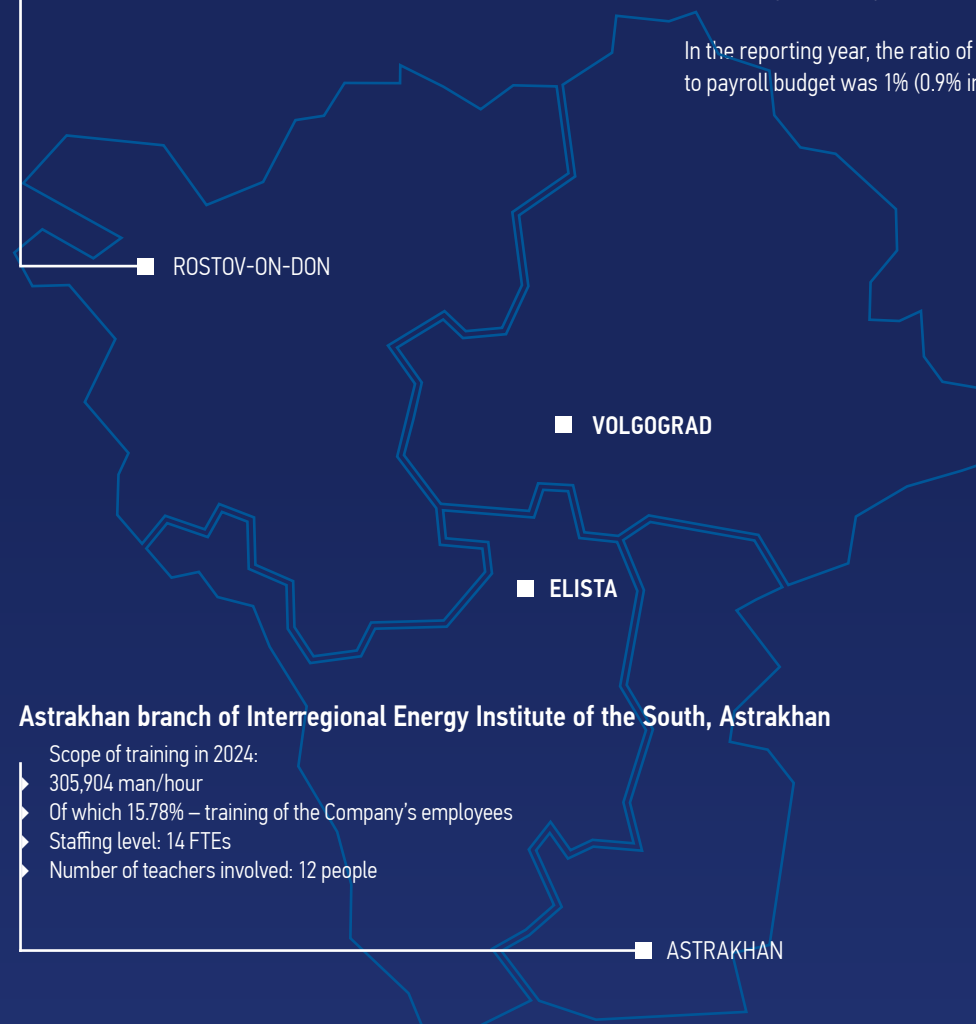 In the reporting year, the ratio of
to payroll budget was 1% (0.9%
ROSTOV-ON-DON
VOLGOGRAD
ELISTA
Astrakhan branch of Interregional Energy Institute of the South, Astrakhan
Scope of training in 2024:
305,904 man/hour
Of which 15.78% – training of the Company's employees
Staffing level: 14 FTEs
Number of teachers involved: 12 people
ASTRAKHAN